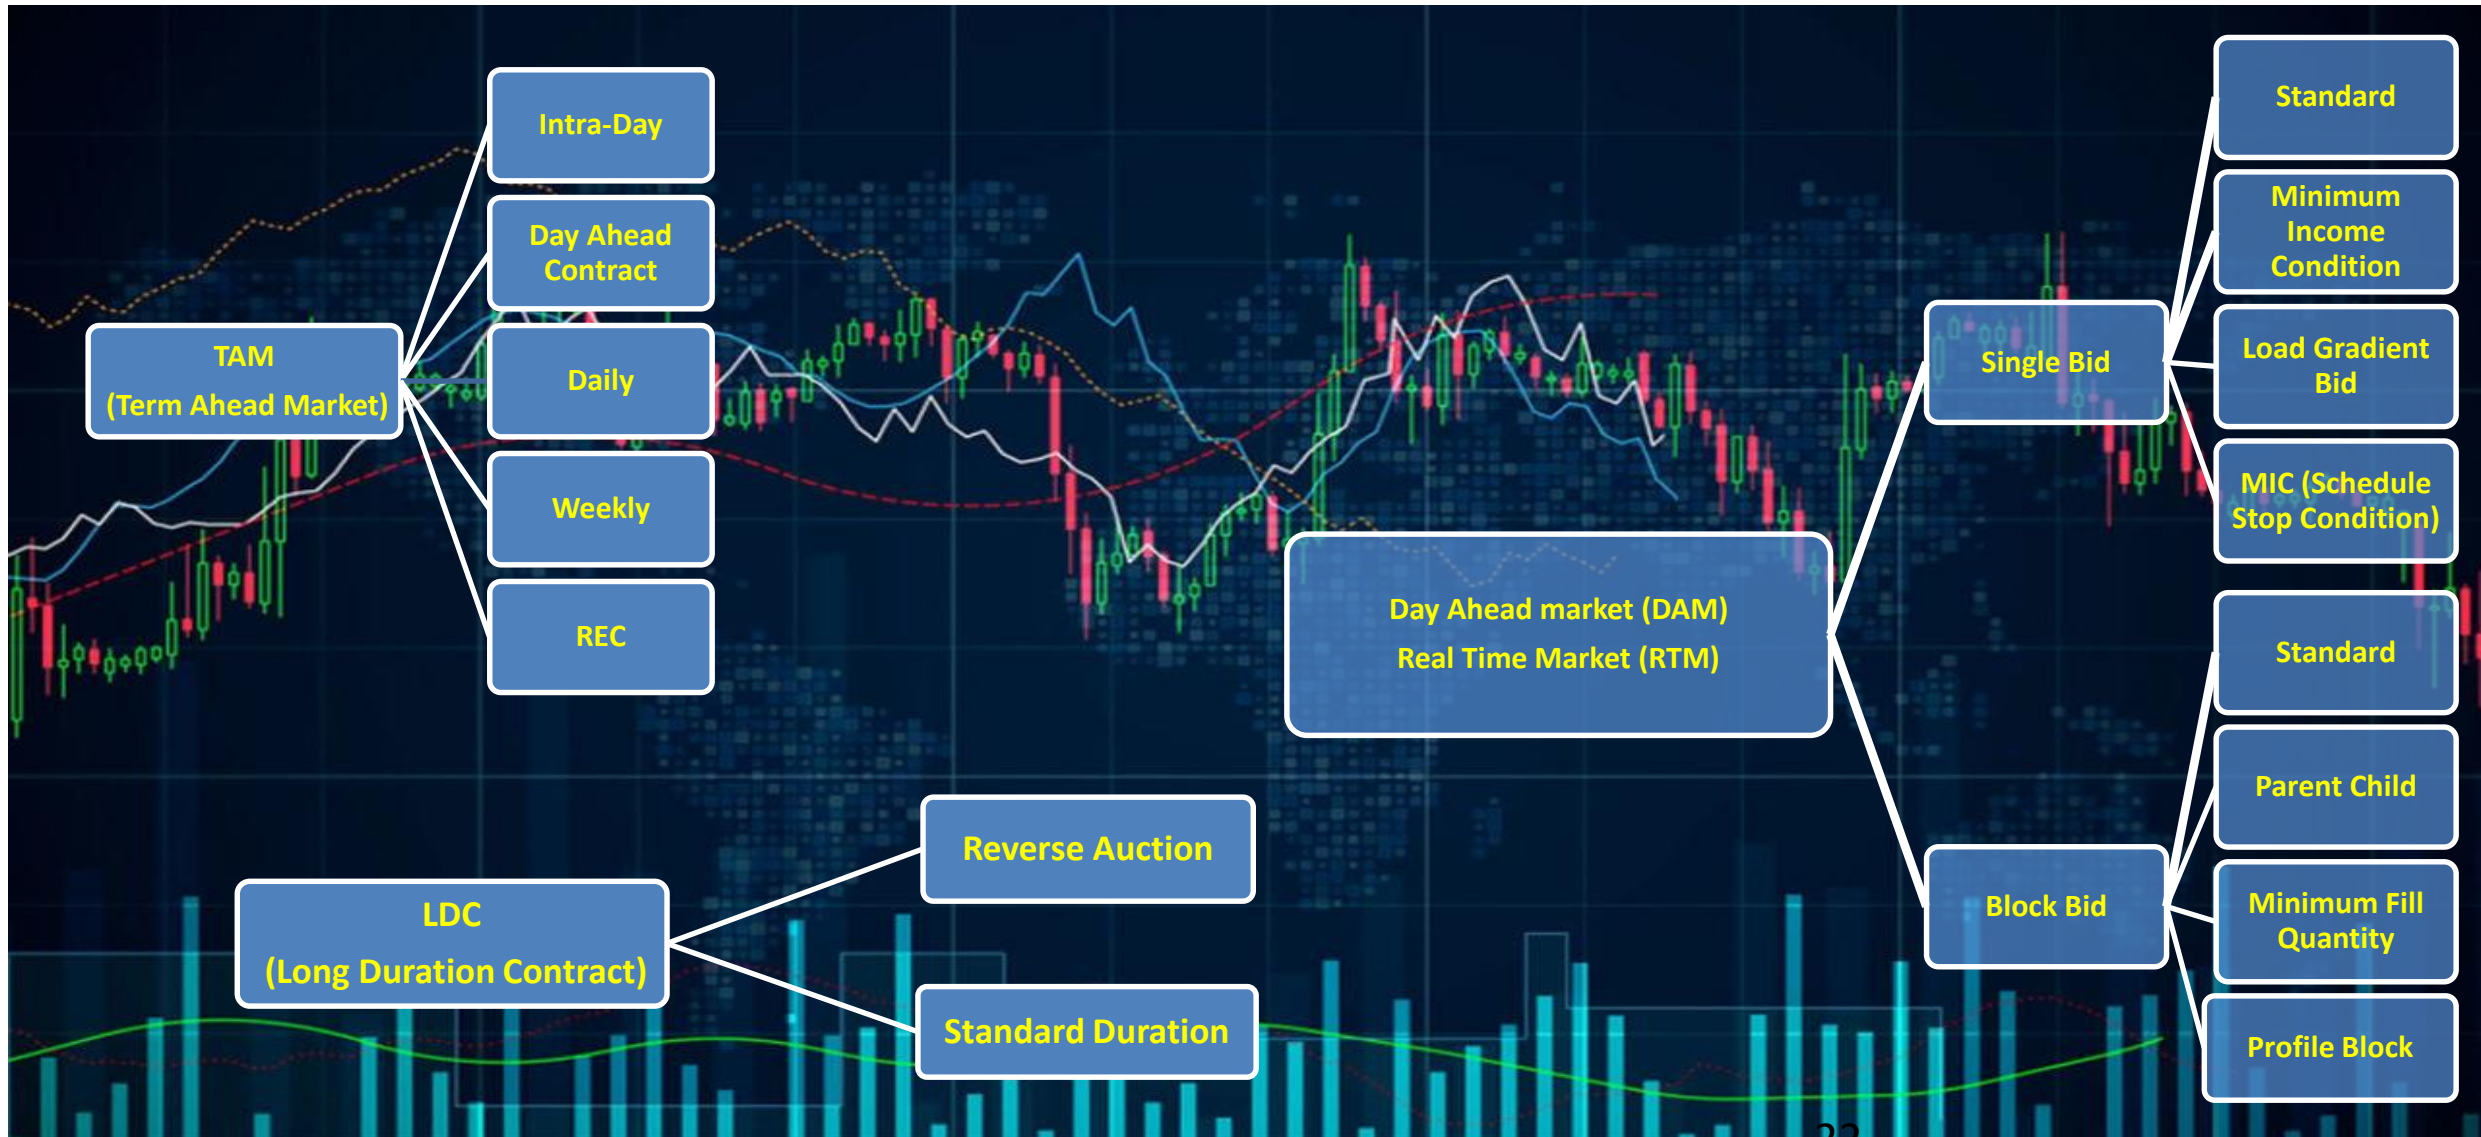 TAM
(Term Ahead Market)
Intra-Day
Day Ahead
Contract
Daily
Weekly
REC
LDC
(Long Duration Contract)
Reverse Auction
Standard Duration
Day Ahead market (DAM)
Real Time Market (RTM)
Single Bid
Standard
Minimum
Income
Condition
Load Gradient
Bid
MIC (Schedule
Stop Condition)
Block Bid
Standard
Parent Child
Minimum Fill
Quantity
Profile Block